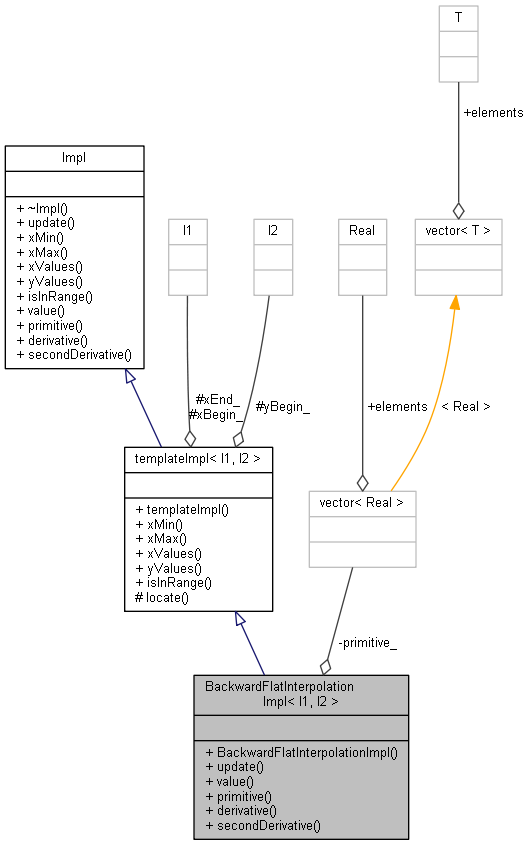 T
+elements
Impl
+ ~Impl()
+ update()
+ xMin()
+ xMax()
+ xValues()
+ yValues()
+ isInRange()
+ value()
+ primitive()
+ derivative()
+ secondDerivative()
I1
I2
Real
vector< T >
#xEnd_
#xBegin_
#yBegin_
+elements
< Real >
templateImpl< I1, I2 >
+ templateImpl()
+ xMin()
+ xMax()
+ xValues()
+ yValues()
+ isInRange()
# locate()
vector< Real >
-primitive_
BackwardFlatInterpolation
Impl< I1, I2 >
+ BackwardFlatInterpolationImpl()
+ update()
+ value()
+ primitive()
+ derivative()
+ secondDerivative()